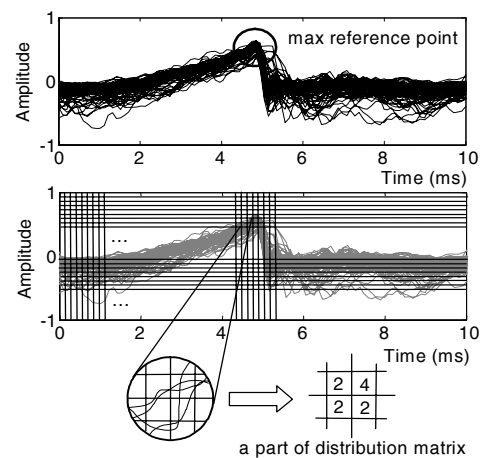 1
max reference point
Amplitude
0
-1
0 2 4 6 8 10
Time (ms)
1
...
Amplitude
0
...
-1
0 2 4 6 8 10
Time (ms)
2 4
2 2
a part of distribution matrix